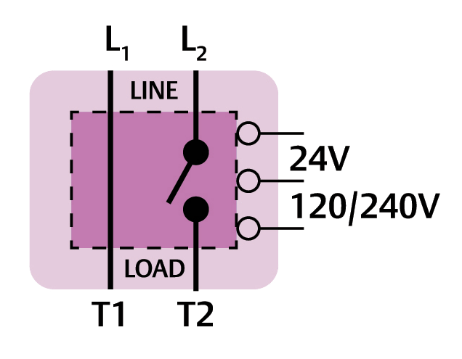 L₁ L₂
LINE
24V
120/240V
LOAD
T1 T2